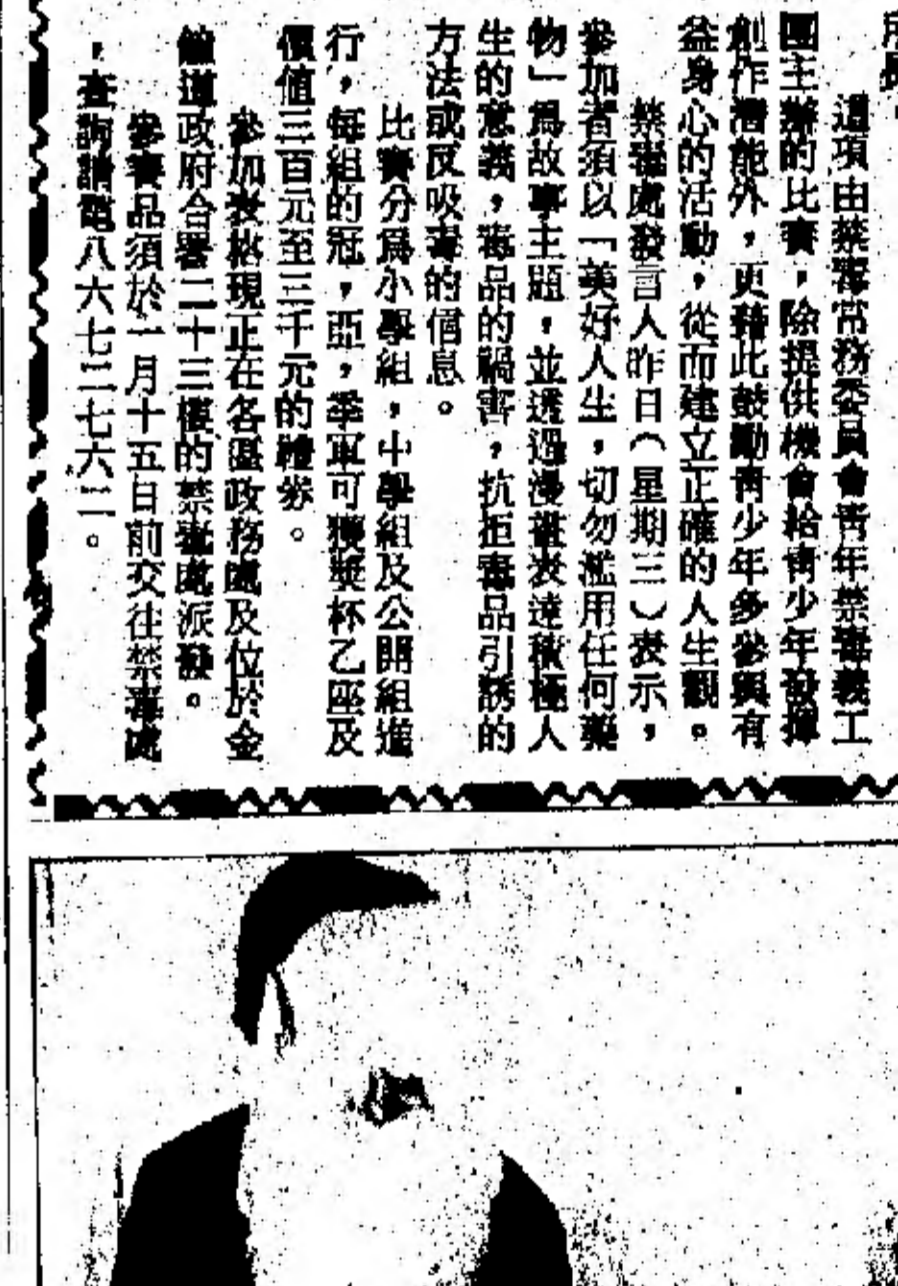 這項由禁毒常務委員會青年禁毒義工
團主辦的比賽，除提供機會給青少年發揮
創作潛能外，更藉此鼓勵青少年多參與有
益身心的活動，從而建立正確的人生觀。
禁毒處發言人昨日（星期三）表示，
參加者須以「美好人生，切勿濫用任何藥
物」爲故事主題，並透過漫畫表達積極人
生的意義，毒品的禍害，抗拒毒品引誘的
方法或反吸毒的信息。
比賽分爲小學組，中學組及公開組進
行，每組的冠，亞，季軍可獲獎杯乙座及
價值三百元至三千元的禮券。
參加表格現正在各區政務處及位於金
鐘道政府合署二十三樓的禁毒處派發。
參賽品須於一月十五日前交往禁毒處
，查詢請電八六七二七六二。